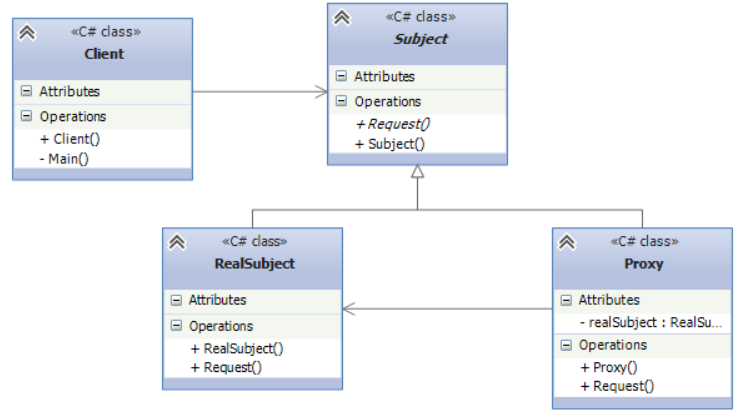 «C# class»
Client
Attributes
Operations
+ Client()
- Main()
«C# class»
Subject
Attributes
Operations
+Request()
+ Subject()
«C# class»
RealSubject
Attributes
Operations
+ RealSubject()
+ Request()
«C# class»
Proxy
Attributes
- realSubject : RealSu...
Operations
+ Proxy()
+ Request()